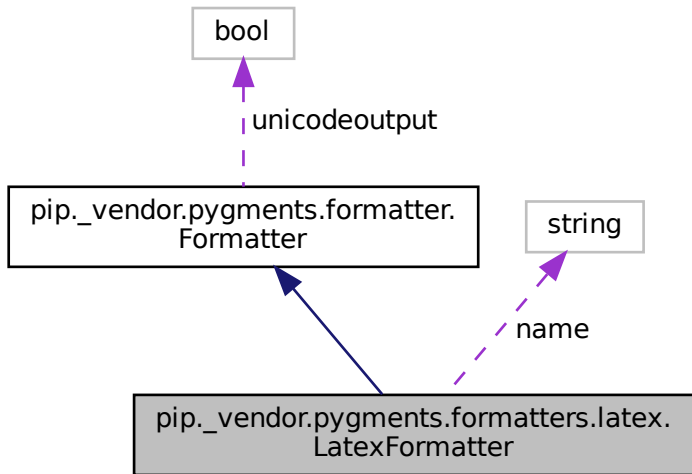 bool
unicodeoutput
pip._vendor.pygments.formatter.
Formatter
string
name
pip._vendor.pygments.formatters.latex.
LatexFormatter